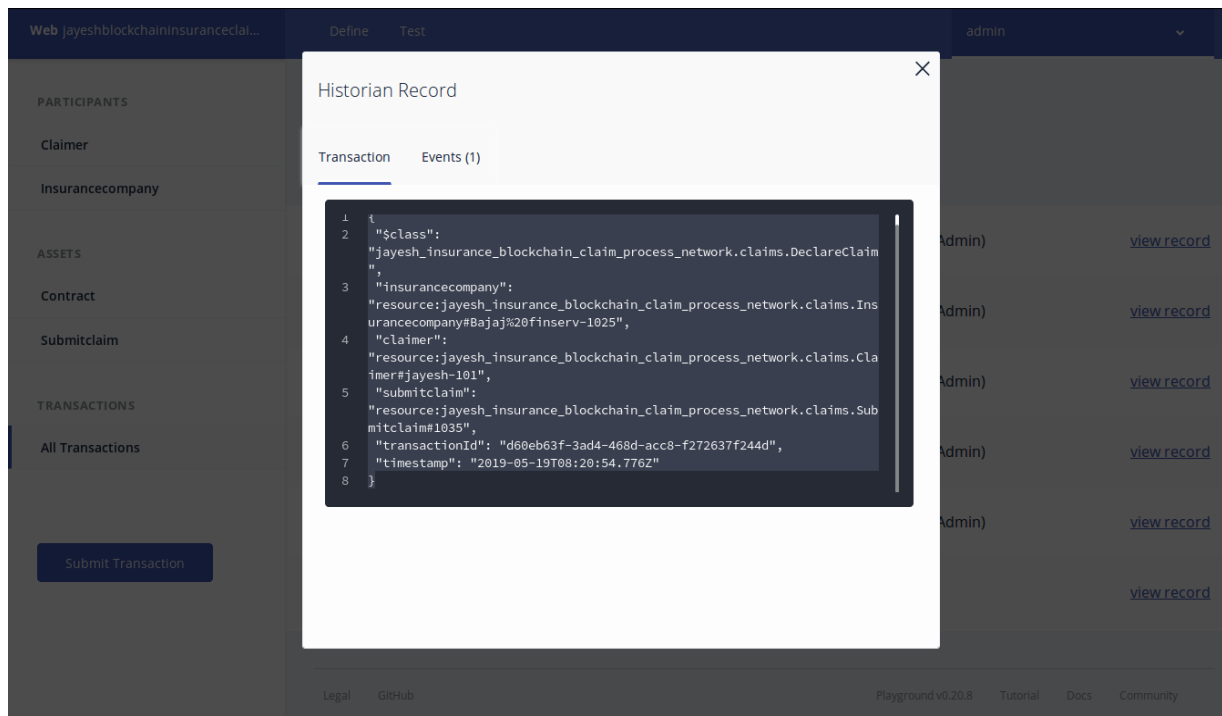 Web jayeshblockchaininsuranceclai...
Define
Test
admin
PARTICIPANTS
Claimer
Insurancecompany
ASSETS
Contract
Submitclaim
TRANSACTIONS
All Transactions
Submit Transaction
Historian Record
Transaction
Events (1)
1 {
2 "$class":
"jayesh_insurance_blockchain_claim_process_network.claims.DeclareClaim
",
3 "insurancecompany":
"resource:jayesh_insurance_blockchain_claim_process_network.claims.Ins
urancecompany#Bajaj%20finserv-1025",
4 "claimer":
"resource:jayesh_insurance_blockchain_claim_process_network.claims.Cla
imer#jayesh-101",
5 "submitclaim":
"resource:jayesh_insurance_blockchain_claim_process_network.claims.Sub
mitclaim#1035",
6 "transactionId": "d60eb63f-3ad4-468d-acc8-f272637f244d",
7 "timestamp": "2019-05-19T08:20:54.776Z"
8 }
Admin) view record
Admin) view record
Admin) view record
Admin) view record
Admin) view record
view record
Legal GitHub Playground v0.20.8 Tutorial Docs Community